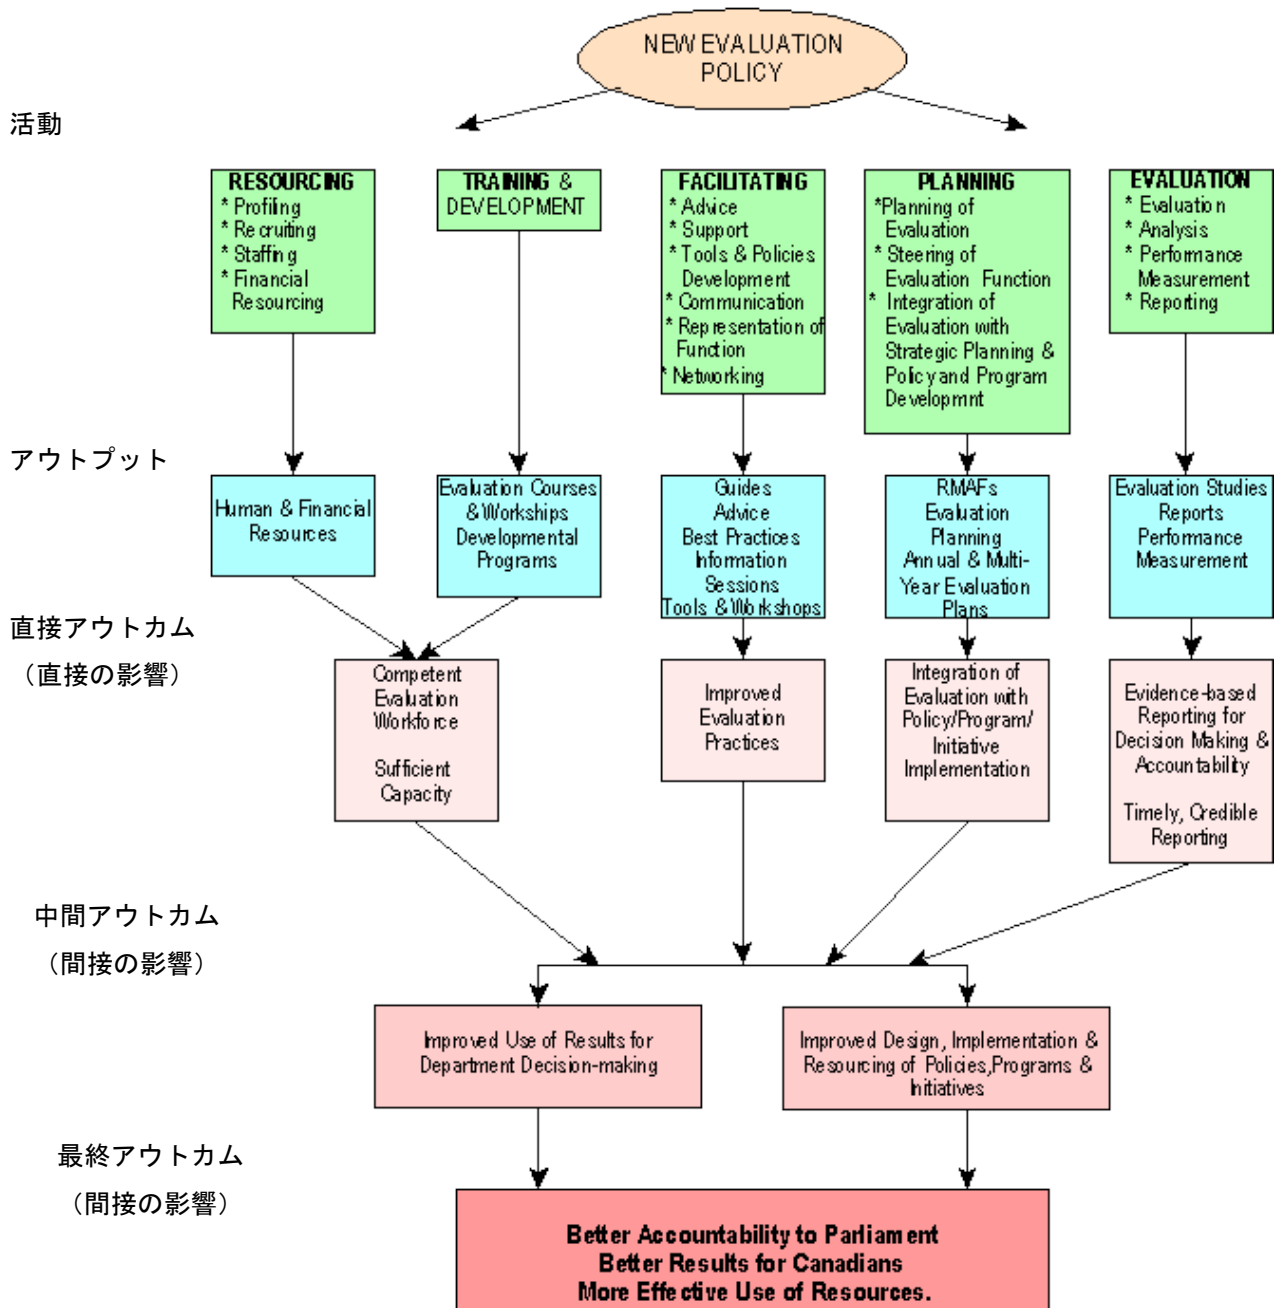 NEW EVALUATION
POLICY
活動
RESOURCING
* Profiling
* Recruiting
* Staffing
* Financial
Resourcing
TRAINING &
DEVELOPMENT
FACILITATING
* Advice
* Support
* Tools & Policies
Development
* Communication
* Representation of
Function
* Networking
PLANNING
*Planning of
Evaluation
* Steering of
Evaluation Function
* Integration of
Evaluation with
Strategic Planning &
Policy and Program
Developmnt
EVALUATION
* Evaluation
* Analysis
* Performance
Measurement
* Reporting
アウトプット
Human & Financial
Resources
Evaluation Courses
& Workships
Developmental
Programs
Guides
Advice
Best Practices
Information
Sessions
Tools & Workshops
RMAFs
Evaluation
Planning
Annual & Multi-
Year Evaluation
Plans
Evaluation Studies
Reports
Performance
Measurement
直接アウトカム
（直接の影響）
Competent
Evaluation
Workforce
Sufficient
Capacity
Improved
Evaluation
Practices
Integration of
Evaluation with
Policy/Program/
Initiative
Implementation
Evidence-based
Reporting for
Decision Making &
Accountability
Timely, Credible
Reporting
中間アウトカム
（間接の影響）
Improved Use of Results for
Department Decision-making
Improved Design, Implementation &
Resourcing of Policies,Programs &
Initiatives
最終アウトカム
（間接の影響）
Better Accountability to Parliament
Better Results for Canadians
More Effective Use of Resources.